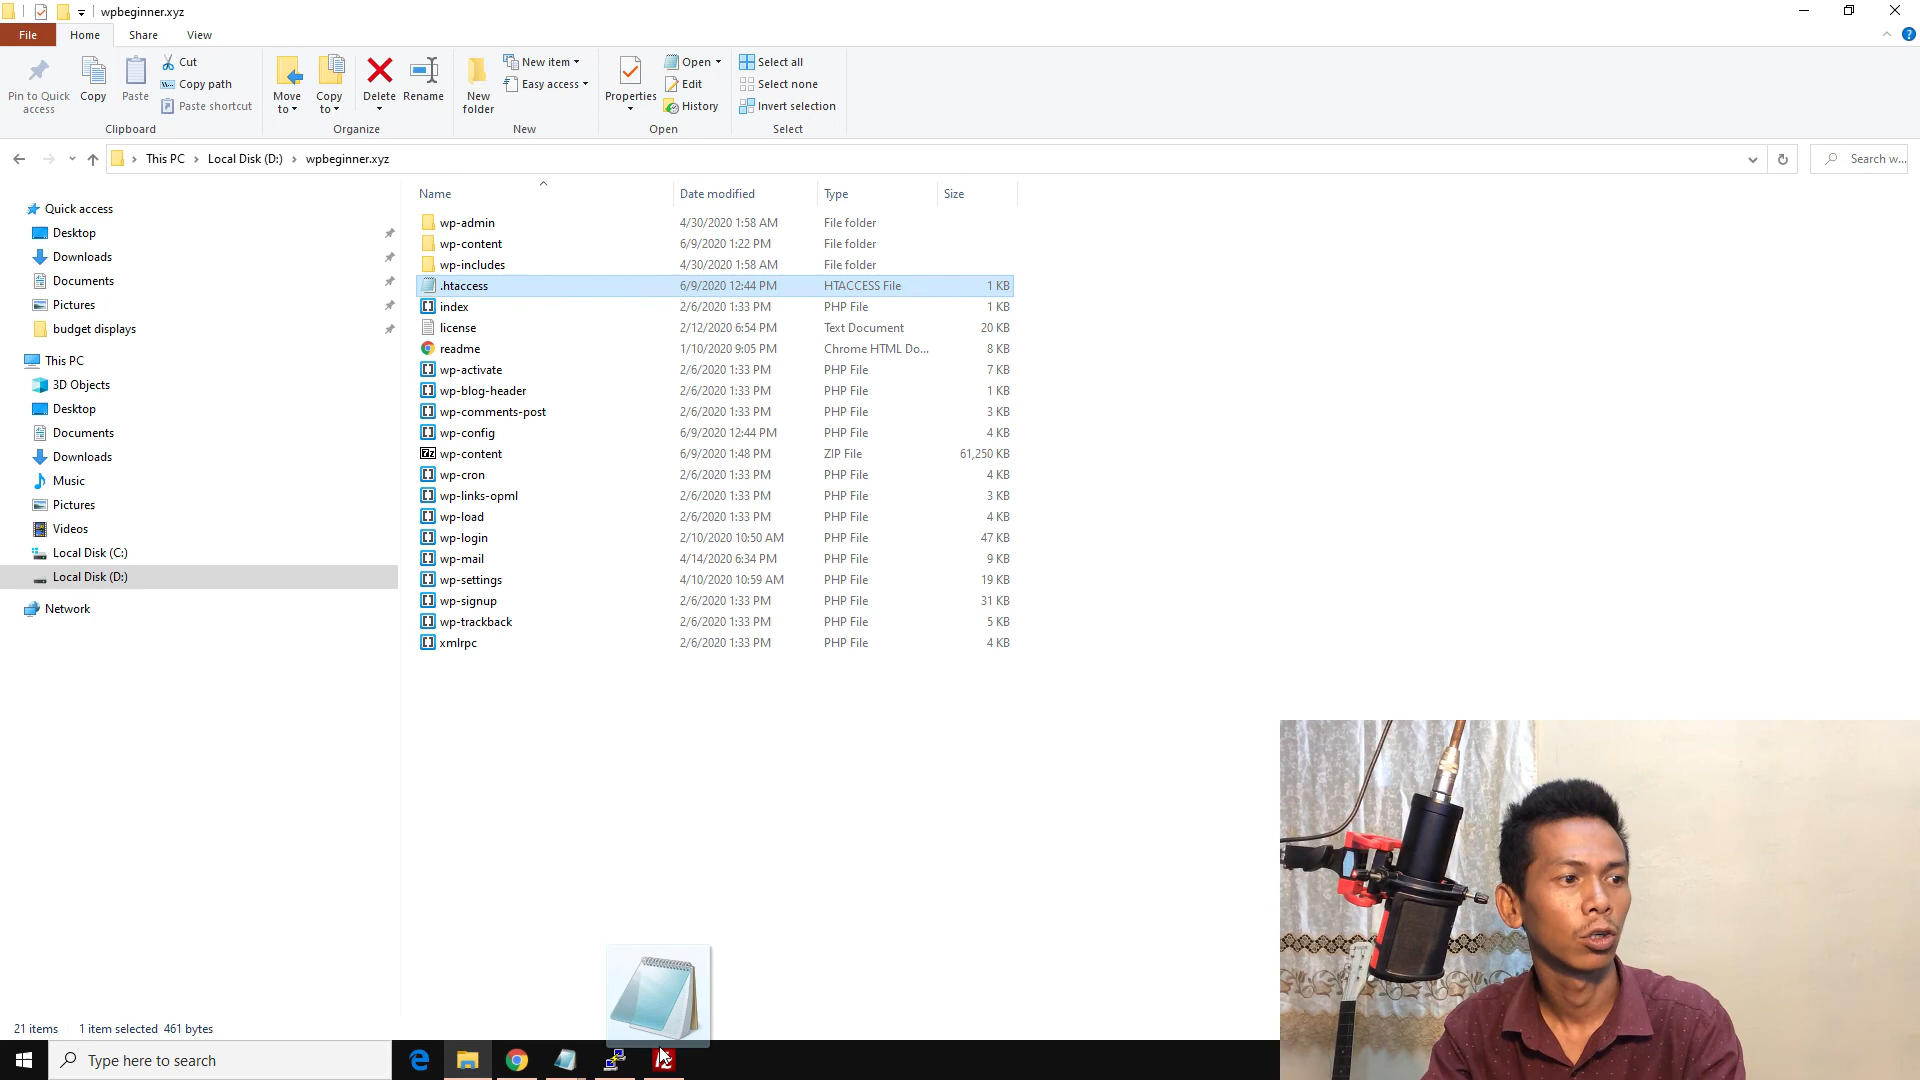 wpbeginner.xyz
File
Home
Share
View
Pin to Quick access
Copy
Paste
Cut
Copy path
Paste shortcut
Clipboard
Move to
Copy to
Delete
Rename
Organize
New folder
New item
Easy access
New
Properties
Open
Edit
History
Open
Select all
Select none
Invert selection
Select
This PC
Local Disk (D:)
wpbeginner.xyz
Search w...
Quick access
Desktop
Downloads
Documents
Pictures
budget displays
This PC
3D Objects
Desktop
Documents
Downloads
Music
Pictures
Videos
Local Disk (C:)
Local Disk (D:)
Network
Name Date modified Type Size
wp-admin 4/30/2020 1:58 AM File folder
wp-content 6/9/2020 1:22 PM File folder
wp-includes 4/30/2020 1:58 AM File folder
.htaccess 6/9/2020 12:44 PM HTACCESS File 1 KB
index 2/6/2020 1:33 PM PHP File 1 KB
license 2/12/2020 6:54 PM Text Document 20 KB
readme 1/10/2020 9:05 PM Chrome HTML Do... 8 KB
wp-activate 2/6/2020 1:33 PM PHP File 7 KB
wp-blog-header 2/6/2020 1:33 PM PHP File 1 KB
wp-comments-post 2/6/2020 1:33 PM PHP File 3 KB
wp-config 6/9/2020 12:44 PM PHP File 4 KB
wp-content 6/9/2020 1:48 PM ZIP File 61,250 KB
wp-cron 2/6/2020 1:33 PM PHP File 4 KB
wp-links-opml 2/6/2020 1:33 PM PHP File 3 KB
wp-load 2/6/2020 1:33 PM PHP File 4 KB
wp-login 2/10/2020 10:50 AM PHP File 47 KB
wp-mail 4/14/2020 6:34 PM PHP File 9 KB
wp-settings 4/10/2020 10:59 AM PHP File 19 KB
wp-signup 2/6/2020 1:33 PM PHP File 31 KB
wp-trackback 2/6/2020 1:33 PM PHP File 5 KB
xmlrpc 2/6/2020 1:33 PM PHP File 4 KB
21 items 1 item selected 461 bytes
Type here to search